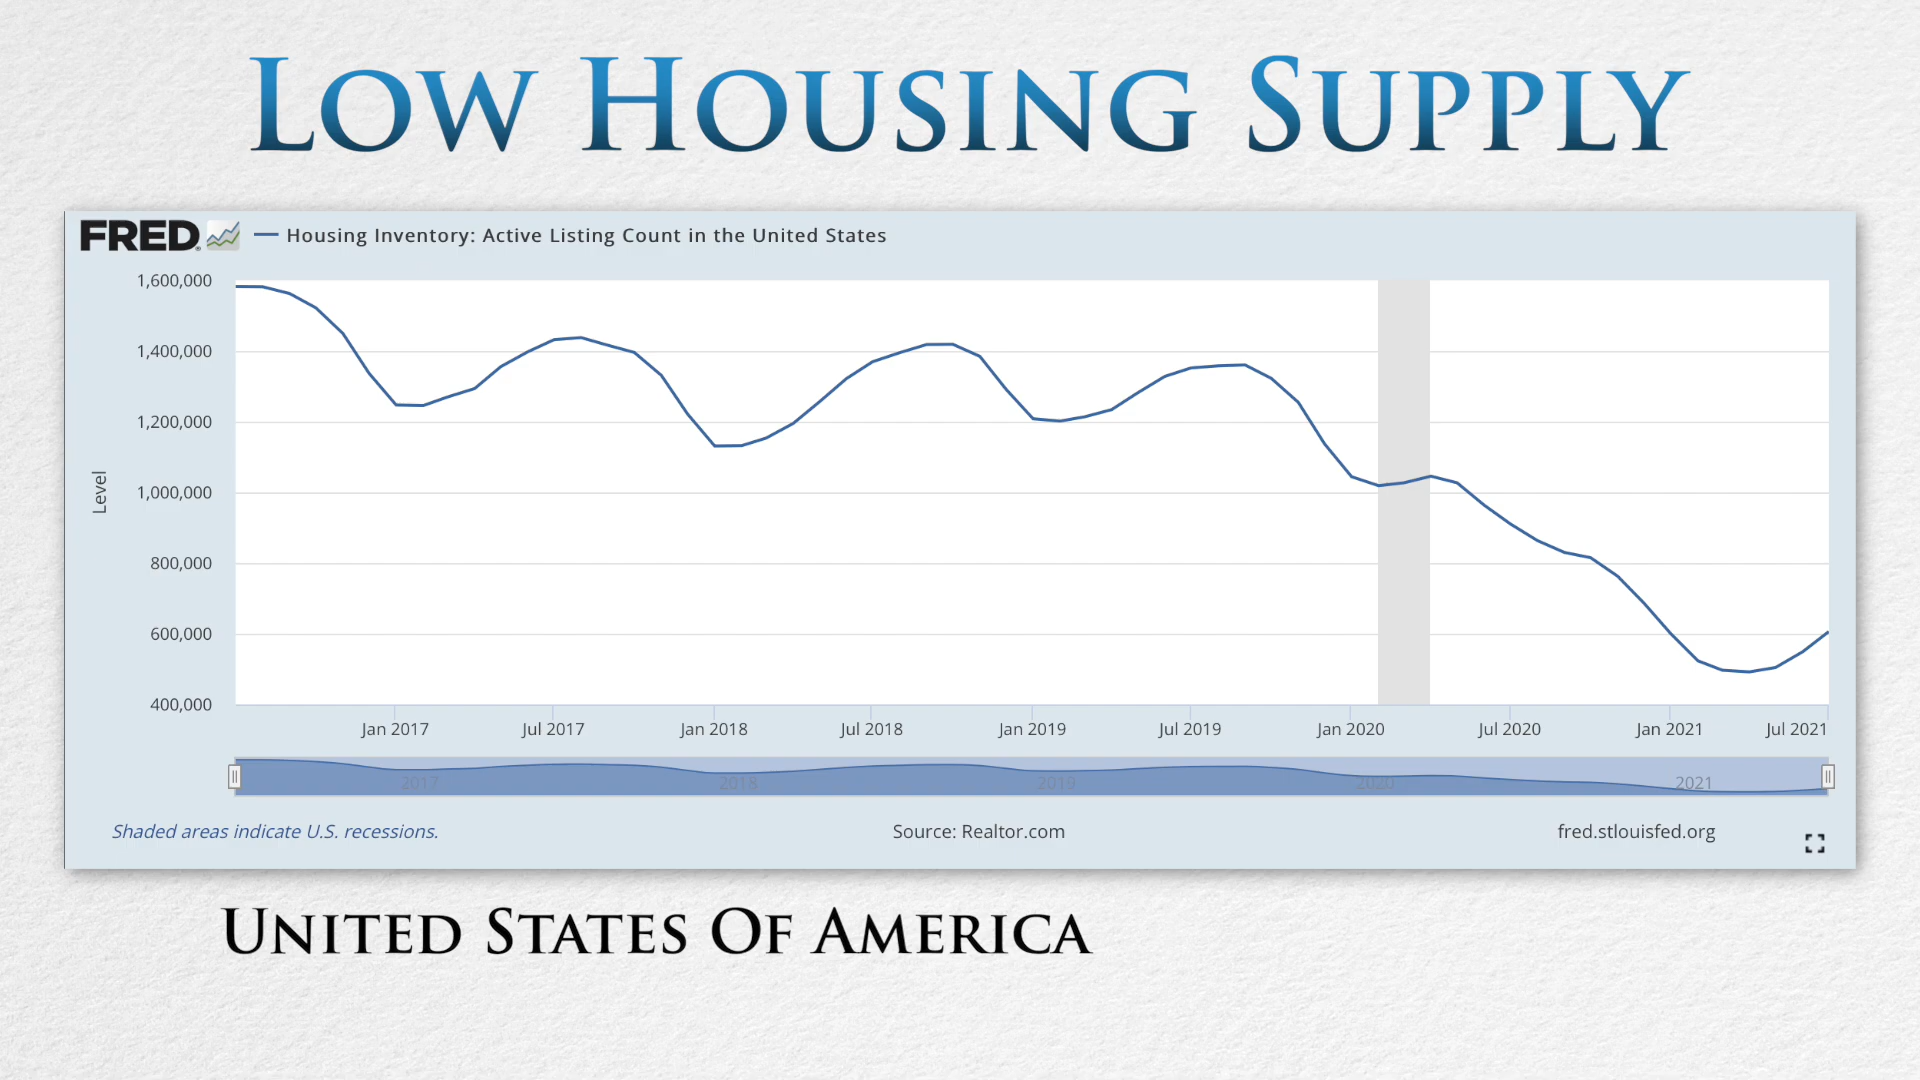 Low Housing Supply
FRED Housing Inventory: Active Listing Count in the United States
1,600,000
1,400,000
1,200,000
1,000,000
800,000
600,000
400,000
Level
Jan 2017 Jul 2017 Jan 2018 Jul 2018 Jan 2019 Jul 2019 Jan 2020 Jul 2020 Jan 2021 Jul 2021
2017 2018 2019 2020 2021
Shaded areas indicate U.S. recessions. Source: Realtor.com fred.stlouisfed.org
United States Of America